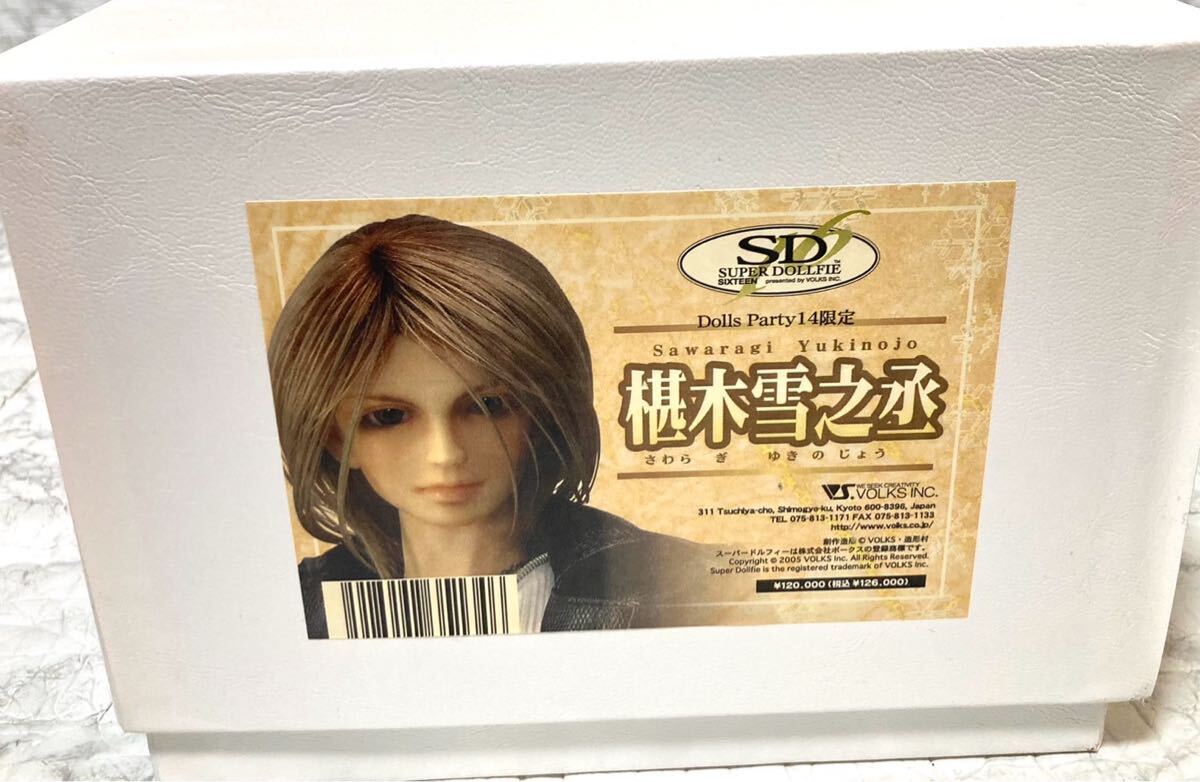 SD16
SUPER DOLLFIE™
SIXTEEN presented by VOLKS INC.
Dolls Party14限定
Sawaragi Yukinojo
椹木雪之丞
さわら ぎ ゆきのじょう
VS. WE SEEK CREATIVITY
VOLKS INC.
311 Tsuchiya-cho, Shimogyo-ku, Kyoto 600-8396, Japan
TEL 075-813-1171 FAX 075-813-1133
http://www.volks.co.jp/
創作造形 © VOLKS・造形村
スーパードルフィーは株式会社ボークスの登録商標です。
Copyright © 2005 VOLKS Inc. All Rights Reserved.
Super Dollfie is the registered trademark of VOLKS Inc.
¥120,000 (税込 ¥126,000)